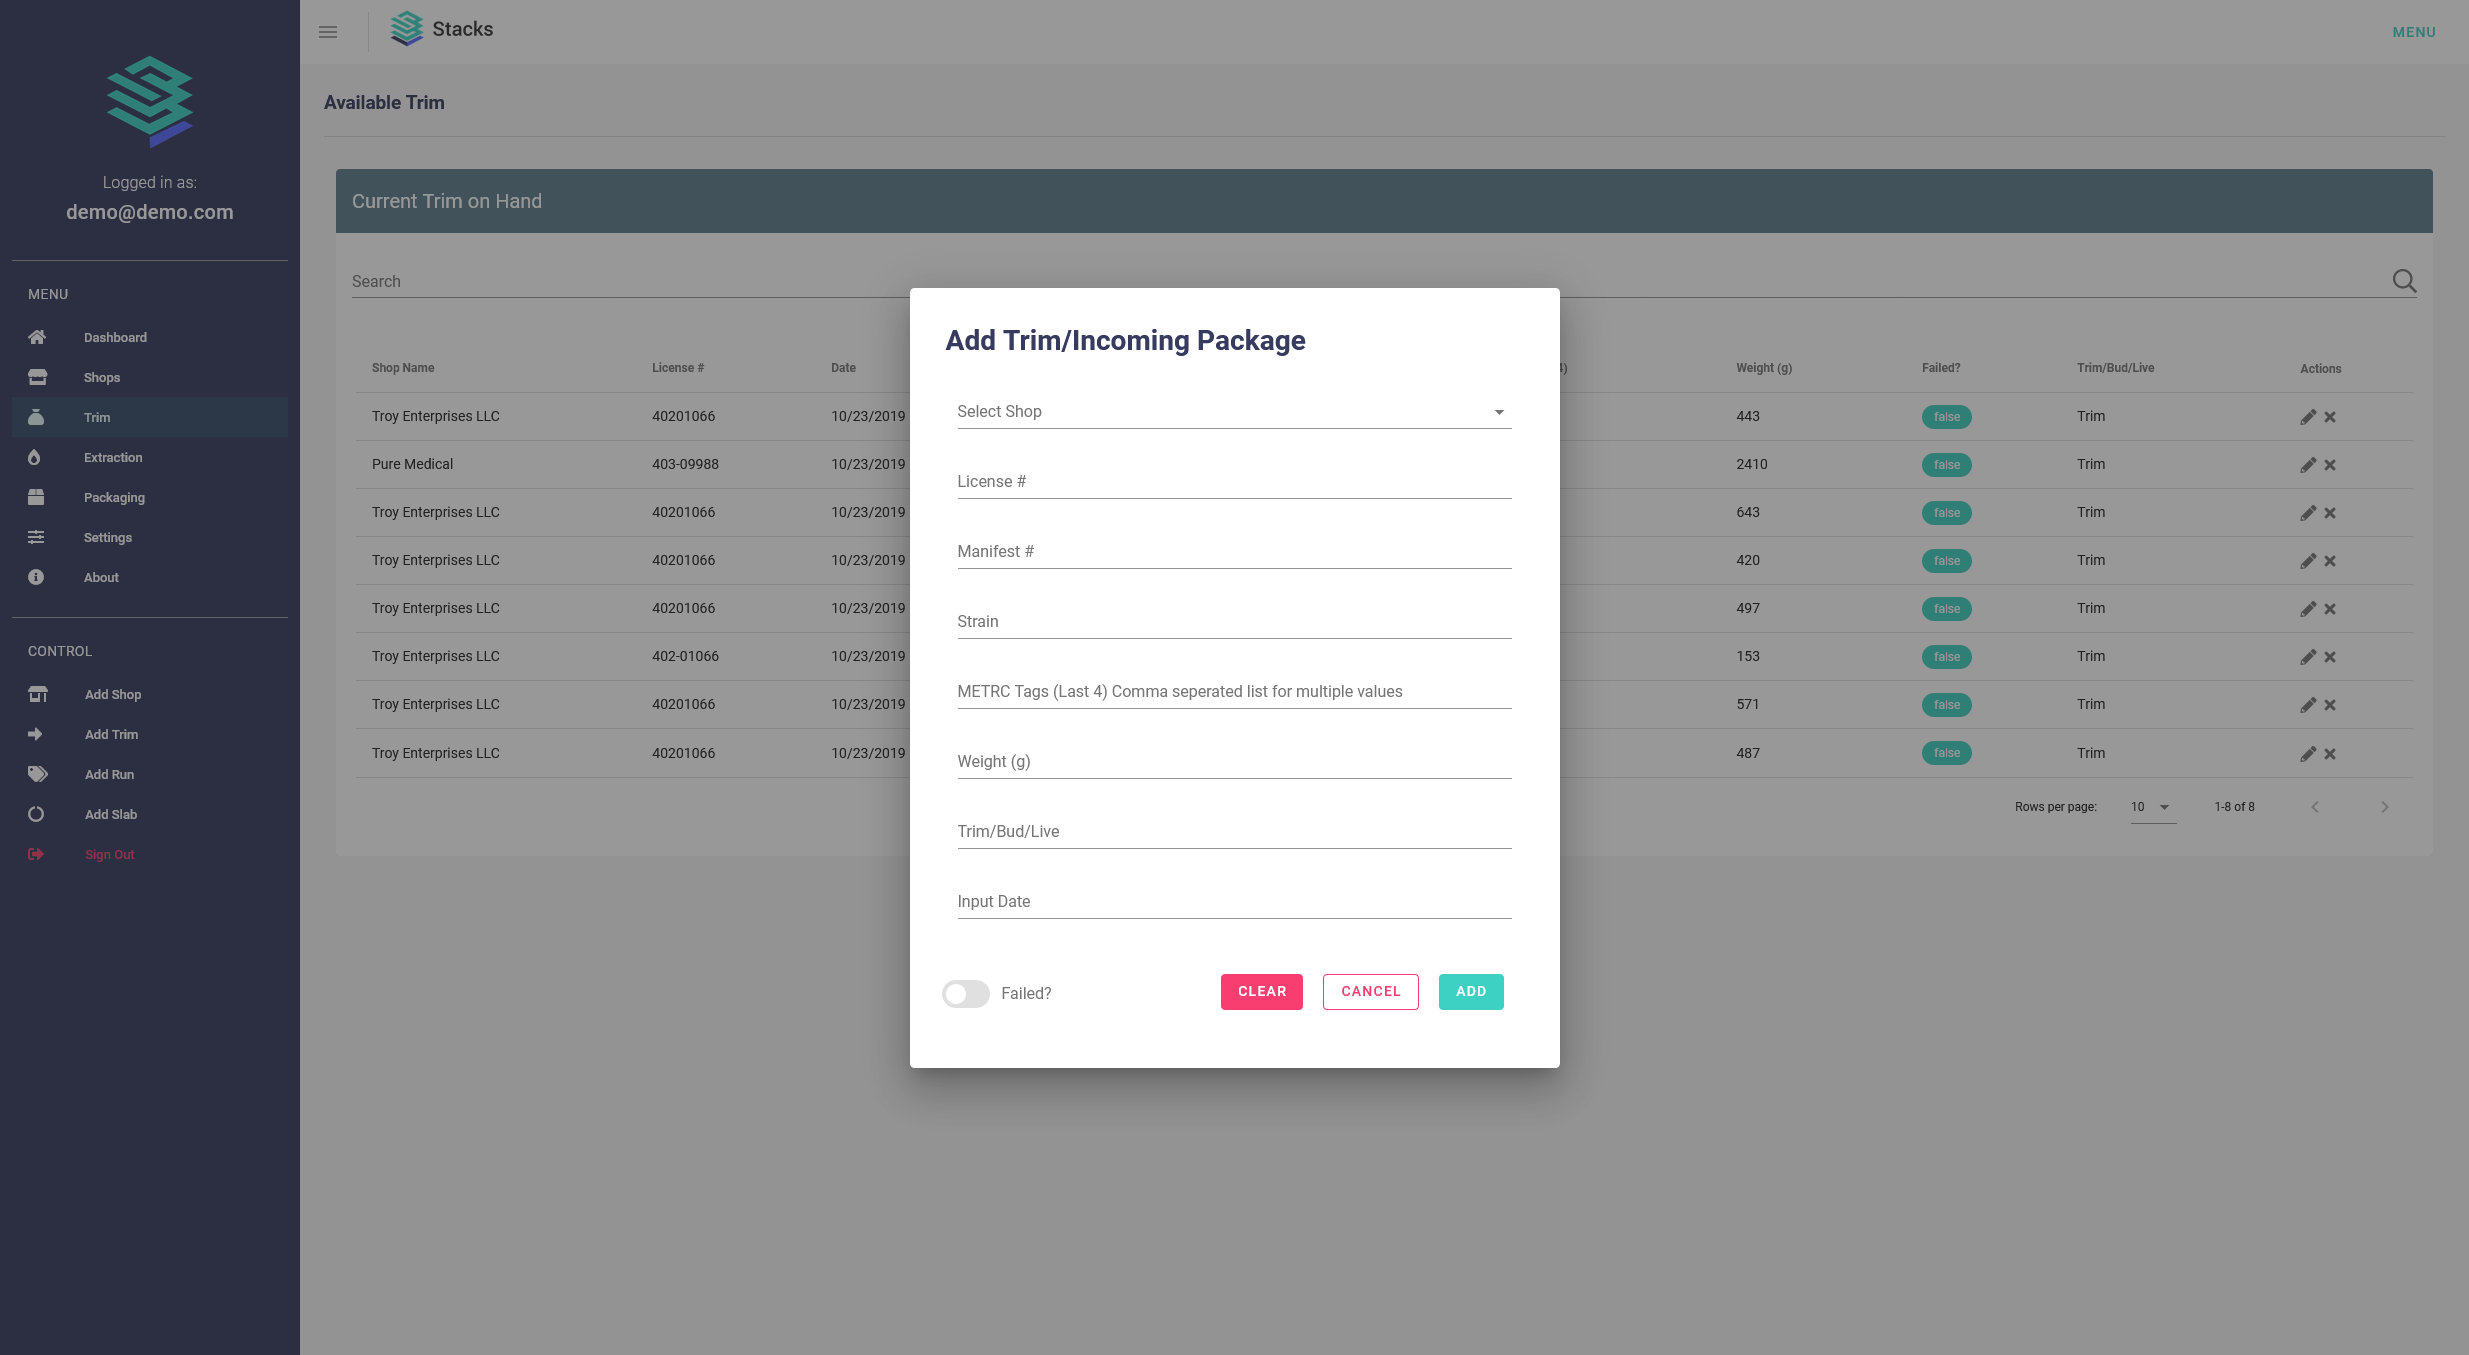 Stacks
MENU
Logged in as:
demo@demo.com
MENU
Dashboard
Shops
Trim
Extraction
Packaging
Settings
About
CONTROL
Add Shop
Add Trim
Add Run
Add Slab
Sign Out
Available Trim
Current Trim on Hand
Search
Shop Name License # Date 4) Weight (g) Failed? Trim/Bud/Live Actions
Troy Enterprises LLC 40201066 10/23/2019 443 false Trim
Pure Medical 403-09988 10/23/2019 2410 false Trim
Troy Enterprises LLC 40201066 10/23/2019 643 false Trim
Troy Enterprises LLC 40201066 10/23/2019 420 false Trim
Troy Enterprises LLC 40201066 10/23/2019 497 false Trim
Troy Enterprises LLC 402-01066 10/23/2019 153 false Trim
Troy Enterprises LLC 40201066 10/23/2019 571 false Trim
Troy Enterprises LLC 40201066 10/23/2019 487 false Trim
Rows per page: 10 1-8 of 8
Add Trim/Incoming Package
Select Shop
License #
Manifest #
Strain
METRC Tags (Last 4) Comma seperated list for multiple values
Weight (g)
Trim/Bud/Live
Input Date
Failed? CLEAR CANCEL ADD